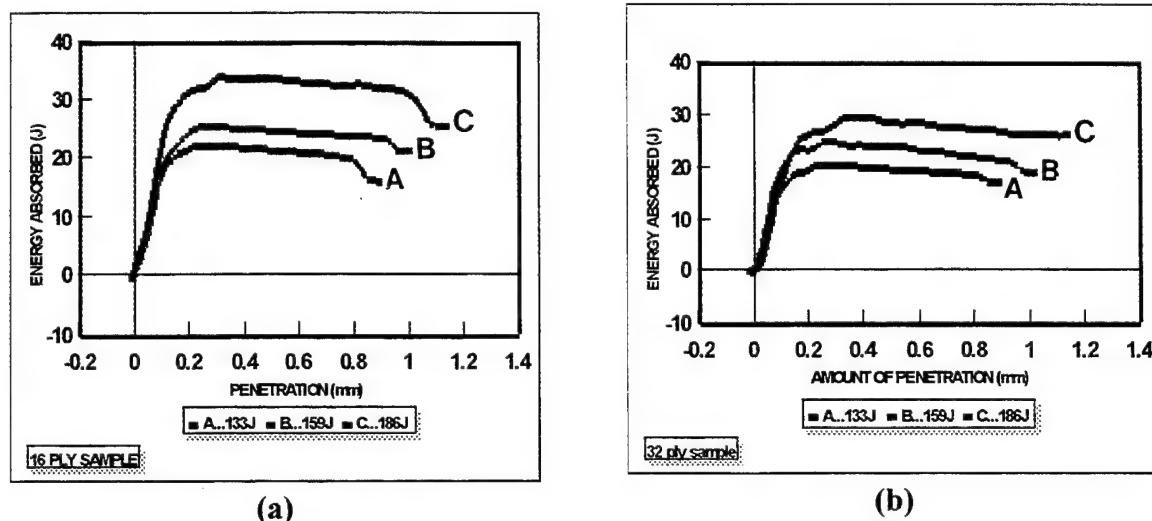 40
30
20
10
0
-10
ENERGY ABSORBED (J)
C
B
A
-0.2 0 0.2 0.4 0.6 0.8 1 1.2 1.4
PENETRATION (mm)
A...133J B...159J C...186J
16 PLY SAMPLE
(a)
40
30
20
10
0
-10
ENERGY ABSORBED (J)
C
B
A
-0.2 0 0.2 0.4 0.6 0.8 1 1.2 1.4
AMOUNT OF PENETRATION (mm)
A...133J B...159J C...186J
32 ply sample
(b)